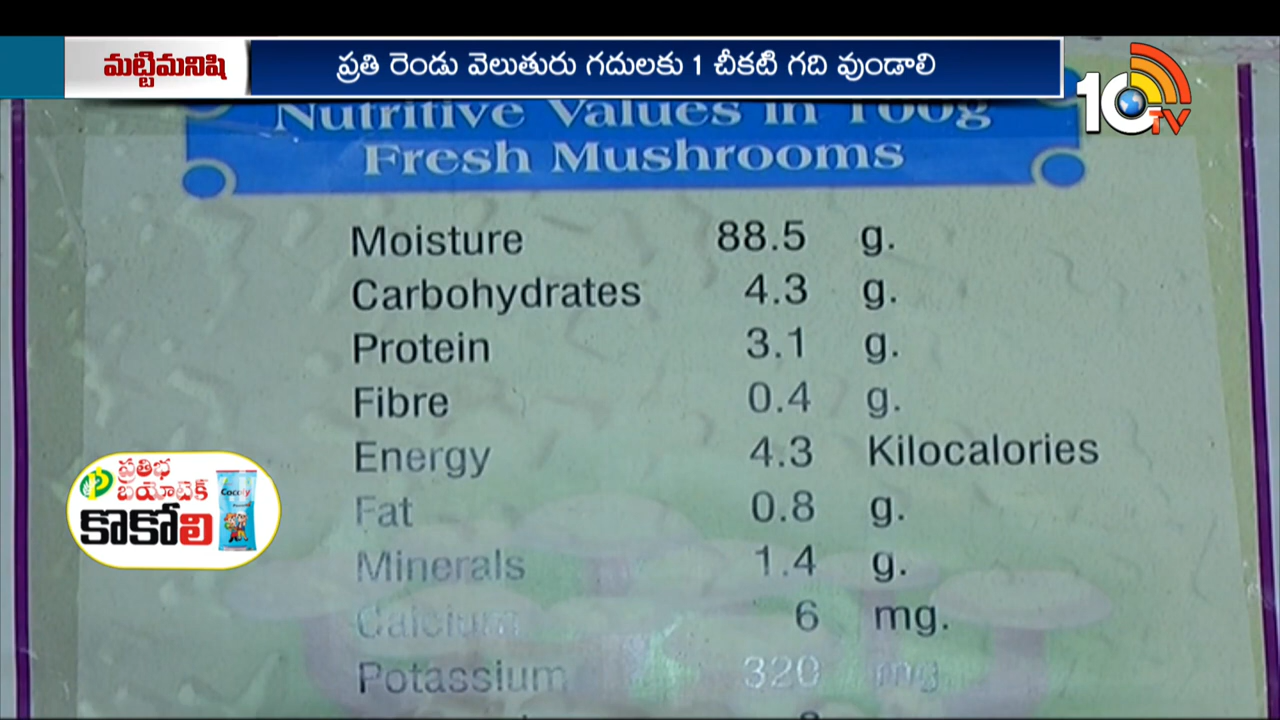 మట్టిమనిషి
ప్రతి రెండు వెలుతురు గదులకు 1 చీకటి గది వుండాలి
10TV
Nutritive Values in 100g
Fresh Mushrooms
Moisture 88.5 g.
Carbohydrates 4.3 g.
Protein 3.1 g.
Fibre 0.4 g.
Energy 4.3 Kilocalories
Fat 0.8 g.
Minerals 1.4 g.
Calcium 6 mg.
Potassium 320 mg.
ప్రతిభ
బయోటెక్
కొకోలి